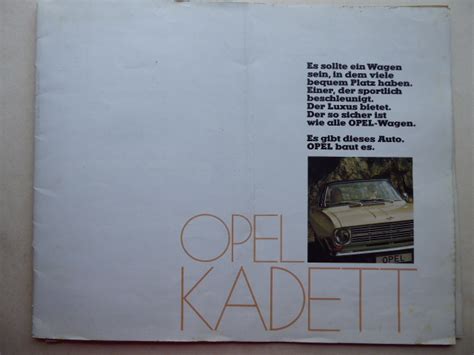 Es sollte ein Wagen
sein, in dem viele
bequem Platz haben.
Einer, der sportlich
beschleunigt.
Der Luxus bietet.
Der so sicher ist
wie alle OPEL-Wagen.
Es gibt dieses Auto.
OPEL baut es.
OPEL
OPEL
KADETT